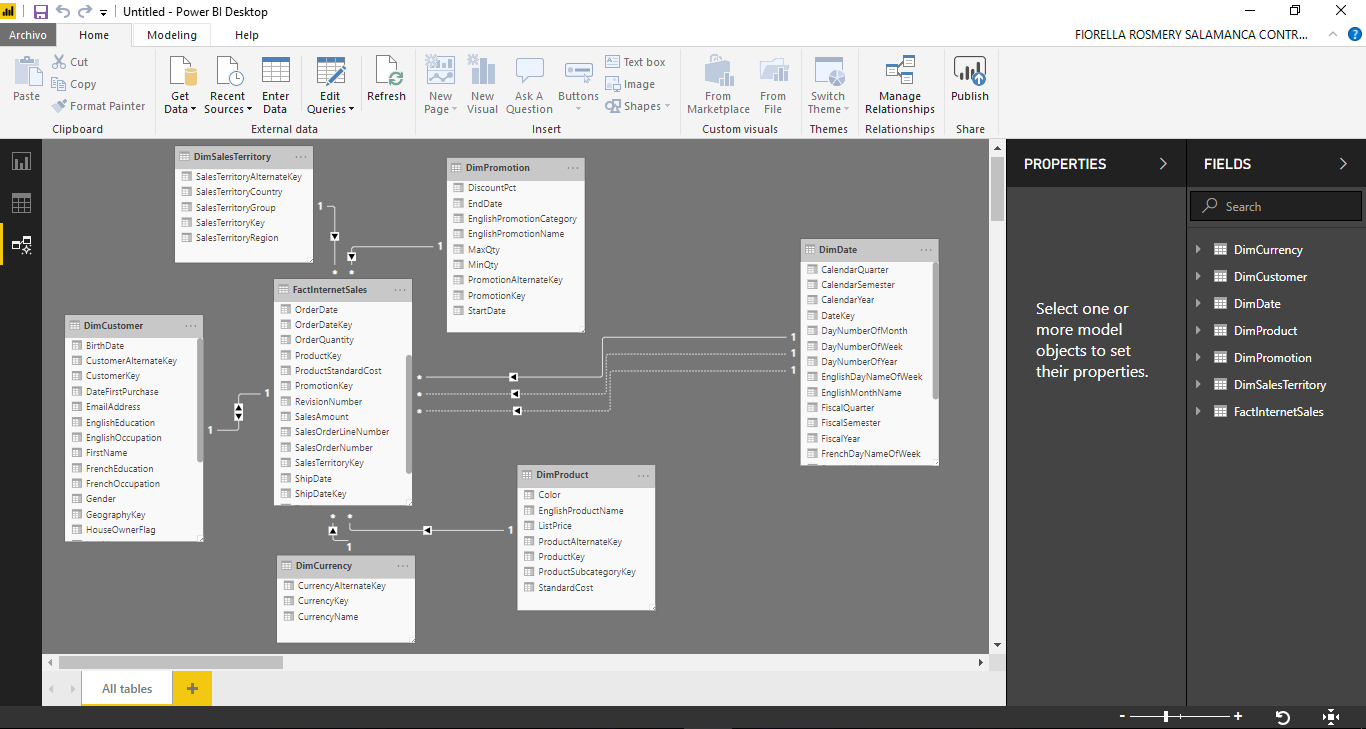 Untitled - Power BI Desktop
Archivo
Home
Modeling
Help
FIORELLA ROSMERY SALAMANCA CONTR...
?
Paste
Cut
Copy
Format Painter
Clipboard
Get Data
Recent Sources
Enter Data
Edit Queries
Refresh
External data
New Page
New Visual
Ask A Question
Buttons
Text box
Image
Shapes
Insert
From Marketplace
From File
Custom visuals
Switch Theme
Themes
Manage Relationships
Relationships
Publish
Share
DimSalesTerritory
SalesTerritoryAlternateKey
SalesTerritoryCountry
SalesTerritoryGroup
SalesTerritoryKey
SalesTerritoryRegion
1
DimPromotion
DiscountPct
EndDate
EnglishPromotionCategory
EnglishPromotionName
MaxQty
MinQty
PromotionAlternateKey
PromotionKey
StartDate
1
* *
DimDate
CalendarQuarter
CalendarSemester
CalendarYear
DateKey
DayNumberOfMonth
DayNumberOfWeek
DayNumberOfYear
EnglishDayNameOfWeek
EnglishMonthName
FiscalQuarter
FiscalSemester
FiscalYear
FrenchDayNameOfWeek
1
1
1
FactInternetSales
OrderDate
OrderDateKey
OrderQuantity
ProductKey
ProductStandardCost
PromotionKey
RevisionNumber
SalesAmount
SalesOrderLineNumber
SalesOrderNumber
SalesTerritoryKey
ShipDate
ShipDateKey
*
*
*
DimCustomer
BirthDate
CustomerAlternateKey
CustomerKey
DateFirstPurchase
EmailAddress
EnglishEducation
EnglishOccupation
FirstName
FrenchEducation
FrenchOccupation
Gender
GeographyKey
HouseOwnerFlag
1
1
DimProduct
Color
EnglishProductName
ListPrice
ProductAlternateKey
ProductKey
ProductSubcategoryKey
StandardCost
* *
1
1
DimCurrency
CurrencyAlternateKey
CurrencyKey
CurrencyName
PROPERTIES
Select one or
more model
objects to set
their properties.
FIELDS
Search
DimCurrency
DimCustomer
DimDate
DimProduct
DimPromotion
DimSalesTerritory
FactInternetSales
All tables
+
- +